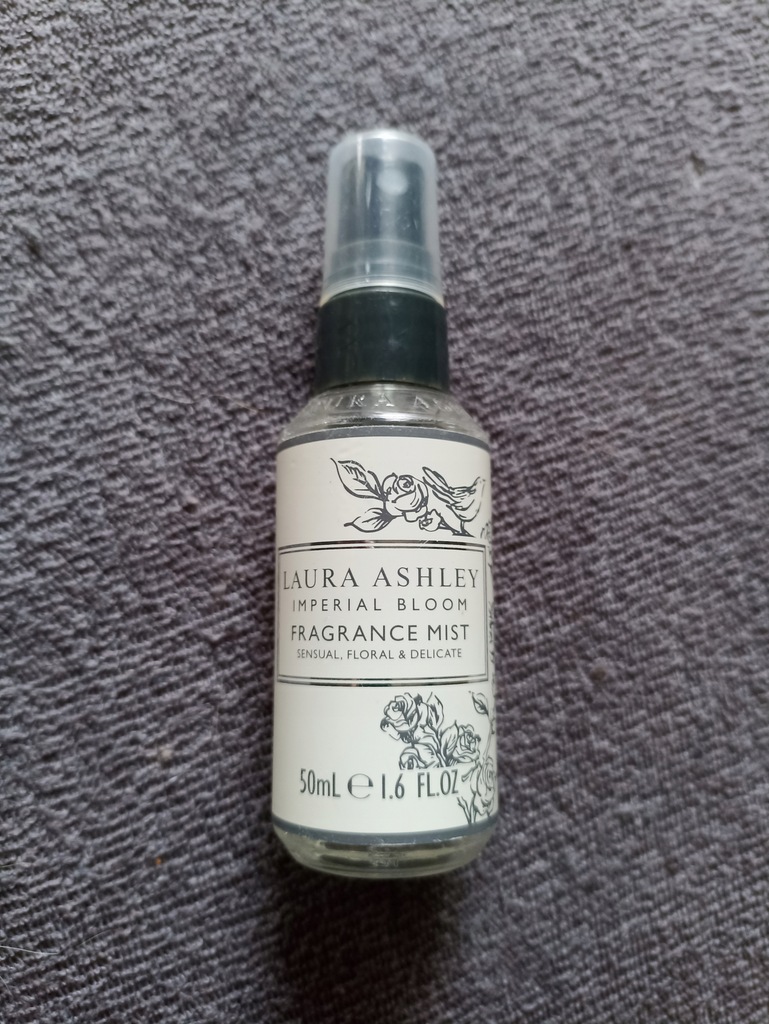 LAURA ASHLEY
IMPERIAL BLOOM
FRAGRANCE MIST
SENSUAL, FLORAL & DELICATE
50mL ℮ 1.6 FL.OZ